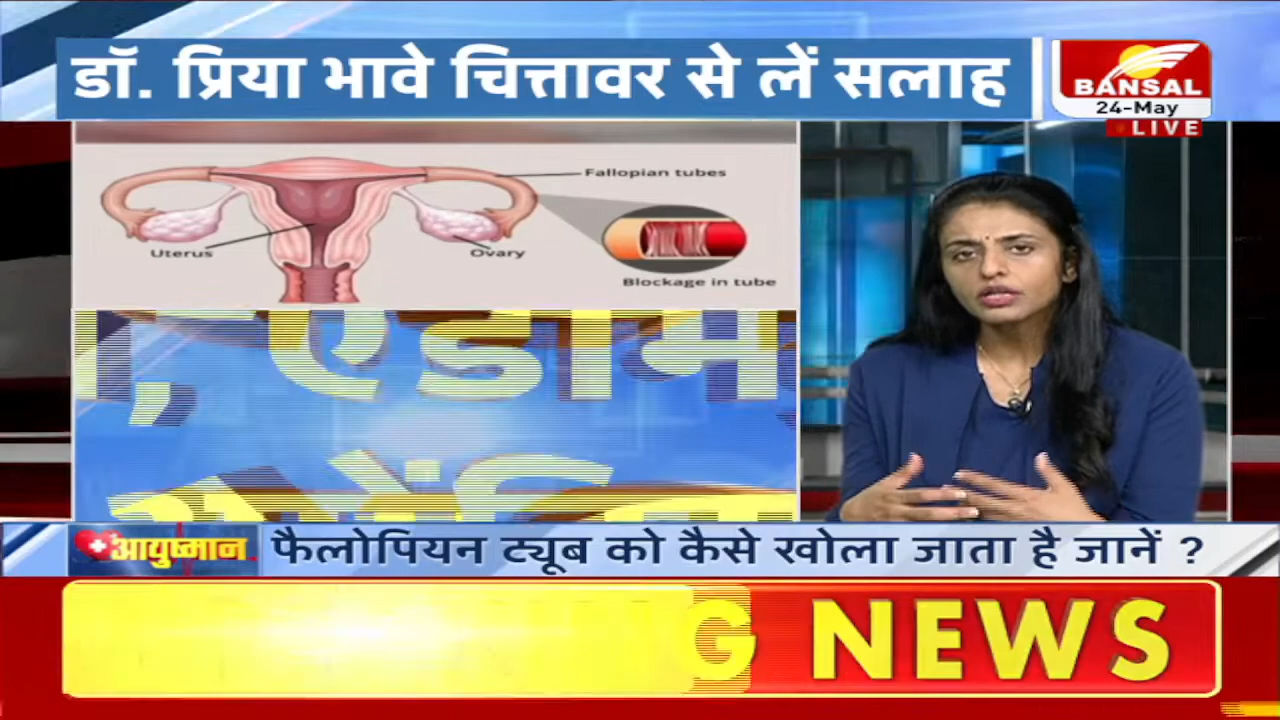 डॉ. प्रिया भावे चित्तावर से लें सलाह
BANSAL
24-May
LIVE
Fallopian tubes
Uterus
Ovary
Blockage in tube
आयुष्मान
फैलोपियन ट्यूब को कैसे खोला जाता है जानें ?
NEWS